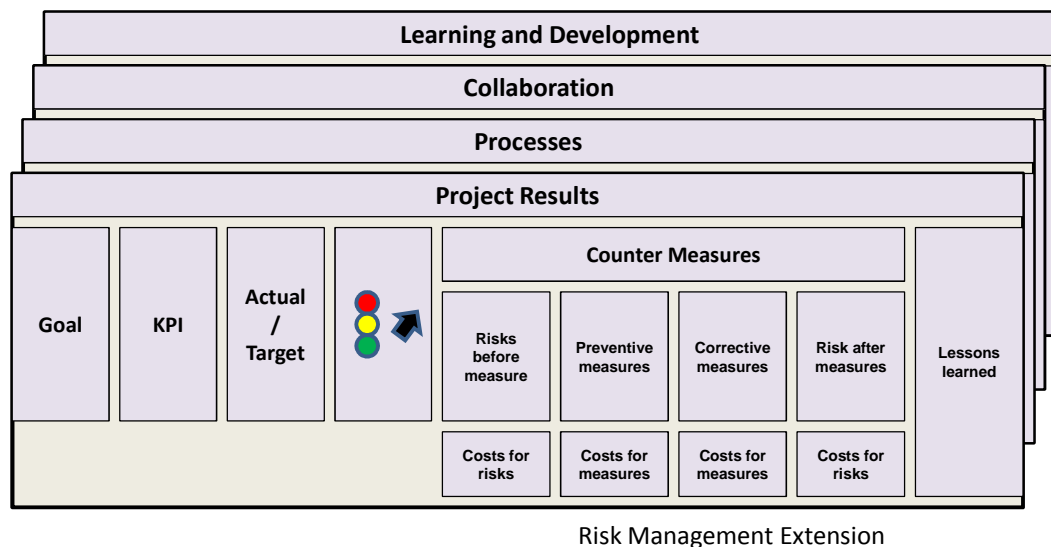 Learning and Development
Collaboration
Processes
Project Results
Goal
KPI
Actual
/
Target
Counter Measures
Risks
before
measure
Preventive
measures
Corrective
measures
Risk after
measures
Lessons
learned
Costs for
risks
Costs for
measures
Costs for
measures
Costs for
risks
Risk Management Extension